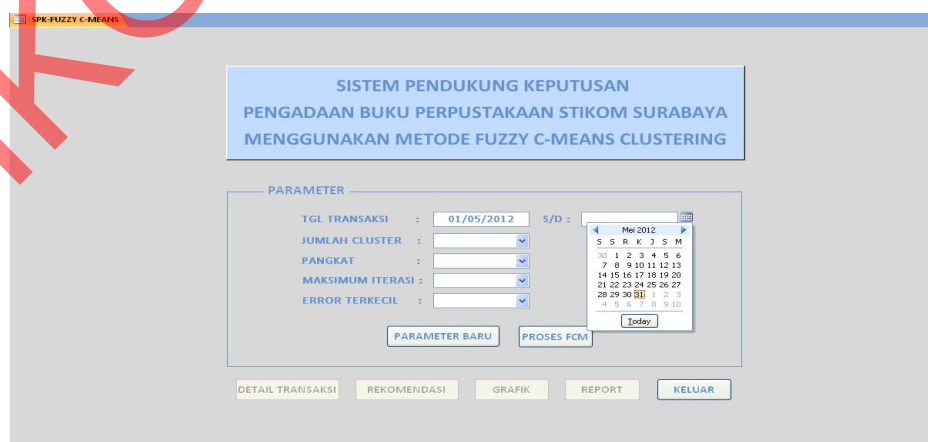 SPK-FUZZY C-MEANS
SISTEM PENDUKUNG KEPUTUSAN
PENGADAAN BUKU PERPUSTAKAAN STIKOM SURABAYA
MENGGUNAKAN METODE FUZZY C-MEANS CLUSTERING
PARAMETER
TGL TRANSAKSI : 01/05/2012 S/D :
JUMLAH CLUSTER :
PANGKAT :
MAKSIMUM ITERASI :
ERROR TERKECIL :
Mei 2012
S S R K J S M
30 1 2 3 4 5 6
7 8 9 10 11 12 13
14 15 16 17 18 19 20
21 22 23 24 25 26 27
28 29 30 31 1 2 3
4 5 6 7 8 9 10
Today
PARAMETER BARU PROSES FCM
DETAIL TRANSAKSI REKOMENDASI GRAFIK REPORT KELUAR